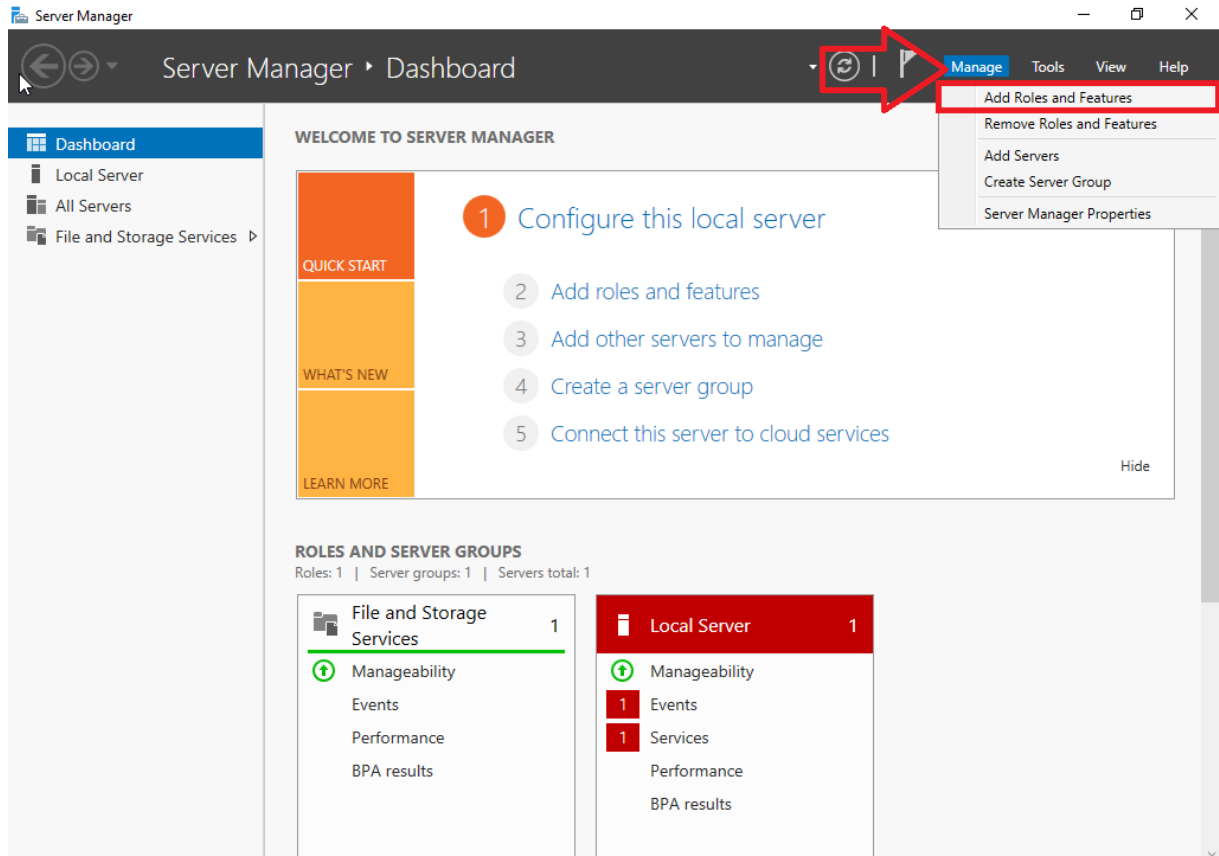 Server Manager
Server Manager ‣ Dashboard
Manage Tools View Help
Add Roles and Features
Remove Roles and Features
Add Servers
Create Server Group
Server Manager Properties
Dashboard
Local Server
All Servers
File and Storage Services
WELCOME TO SERVER MANAGER
QUICK START
WHAT'S NEW
LEARN MORE
1 Configure this local server
2 Add roles and features
3 Add other servers to manage
4 Create a server group
5 Connect this server to cloud services
Hide
ROLES AND SERVER GROUPS
Roles: 1 | Server groups: 1 | Servers total: 1
File and Storage
Services 1
Manageability
Events
Performance
BPA results
Local Server 1
Manageability
1 Events
1 Services
Performance
BPA results